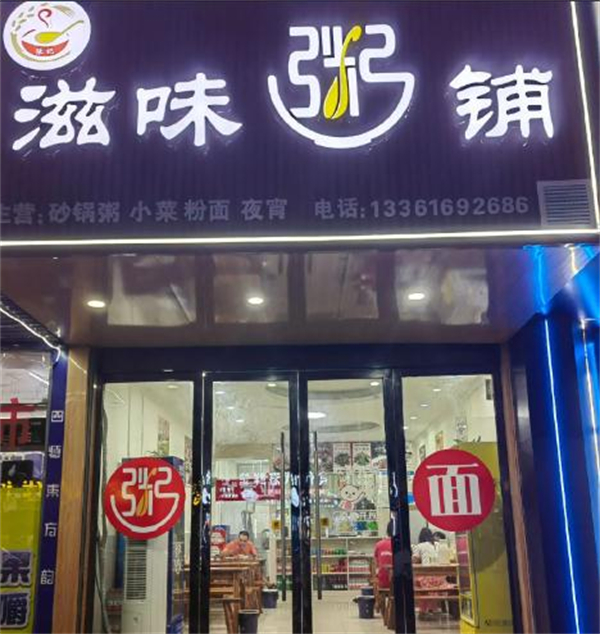 滋味粥铺
主营:砂锅粥 小菜 粉面 夜宵 电话:13361692686
粥
面